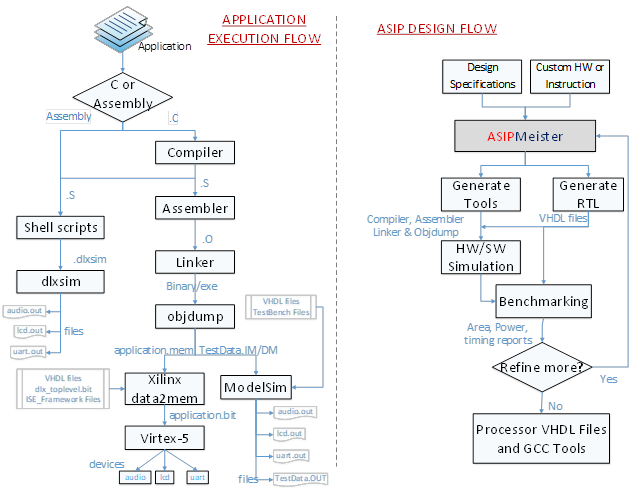 APPLICATION
EXECUTION FLOW
Application
C or
Assembly
Assembly
.C
Compiler
.S
.S
Shell scripts
Assembler
.dlxsim
.O
dlxsim
Linker
Binary/exe
audio.out
lcd.out
files
uart.out
objdump
VHDL files
TestBench Files
application.mem
TestData.IM/DM
VHDL files
dlx_toplevel.bit
ISE_Framework Files
Xilinx
data2mem
ModelSim
application.bit
audio.out
Virtex-5
lcd.out
uart.out
devices
files
TestData.OUT
audio
lcd
uart
ASIP DESIGN FLOW
Design
Specifications
Custom HW or
Instruction
ASIPMeister
Generate
Tools
Generate
RTL
Compiler, Assembler
Linker & Objdump
VHDL files
HW/SW
Simulation
Benchmarking
Area, Power,
timing reports
Refine more?
Yes
No
Processor VHDL Files
and GCC Tools